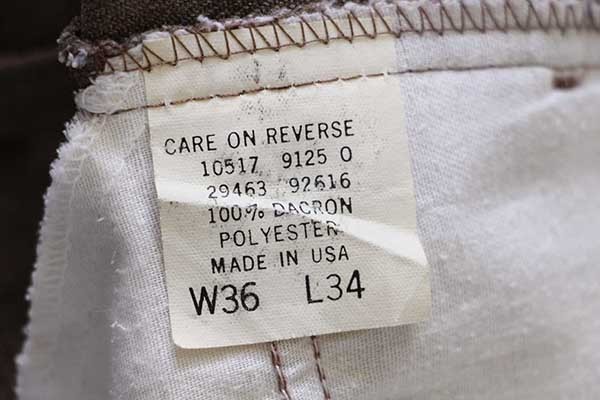 CARE ON REVERSE
10517 9125 0
29463 92616
100% DACRON
POLYESTER
MADE IN USA
W36 L34